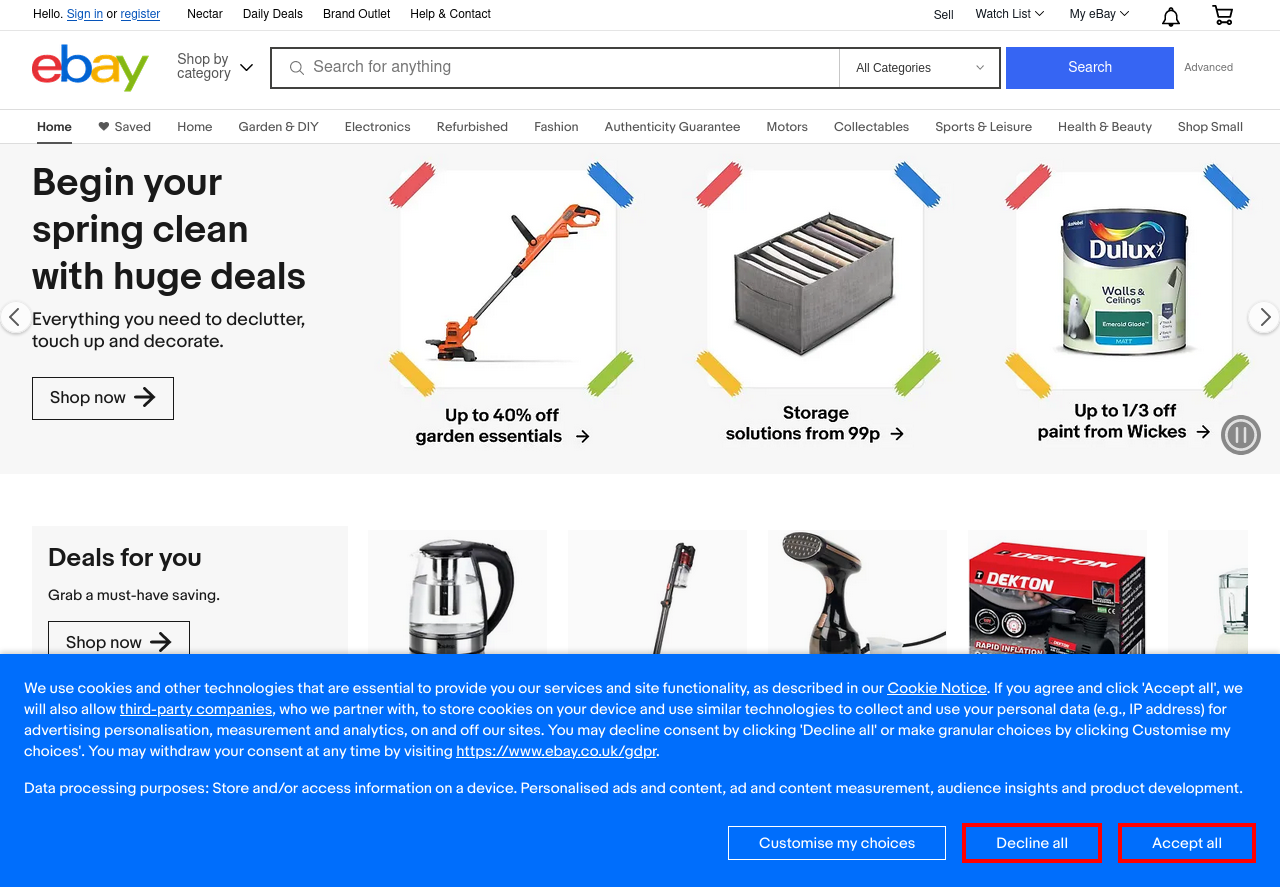 Hello. Sign in or register Nectar Daily Deals Brand Outlet Help & Contact Sell Watch List My eBay
ebay Shop by category Search for anything All Categories Search Advanced
Home Saved Home Garden & DIY Electronics Refurbished Fashion Authenticity Guarantee Motors Collectables Sports & Leisure Health & Beauty Shop Small
Begin your
spring clean
with huge deals
Everything you need to declutter,
touch up and decorate.
Shop now
Up to 40% off
garden essentials
Storage
solutions from 99p
Dulux
Walls &
Ceilings
Emerald Glade
MATT
Up to 1/3 off
paint from Wickes
Deals for you
Grab a must-have saving.
Shop now
DEKTON
DEKTON
RAPID INFLATION
We use cookies and other technologies that are essential to provide you our services and site functionality, as described in our Cookie Notice. If you agree and click 'Accept all', we
will also allow third-party companies, who we partner with, to store cookies on your device and use similar technologies to collect and use your personal data (e.g., IP address) for
advertising personalisation, measurement and analytics, on and off our sites. You may decline consent by clicking 'Decline all' or make granular choices by clicking Customise my
choices'. You may withdraw your consent at any time by visiting https://www.ebay.co.uk/gdpr.
Data processing purposes: Store and/or access information on a device. Personalised ads and content, ad and content measurement, audience insights and product development.
Customise my choices Decline all Accept all